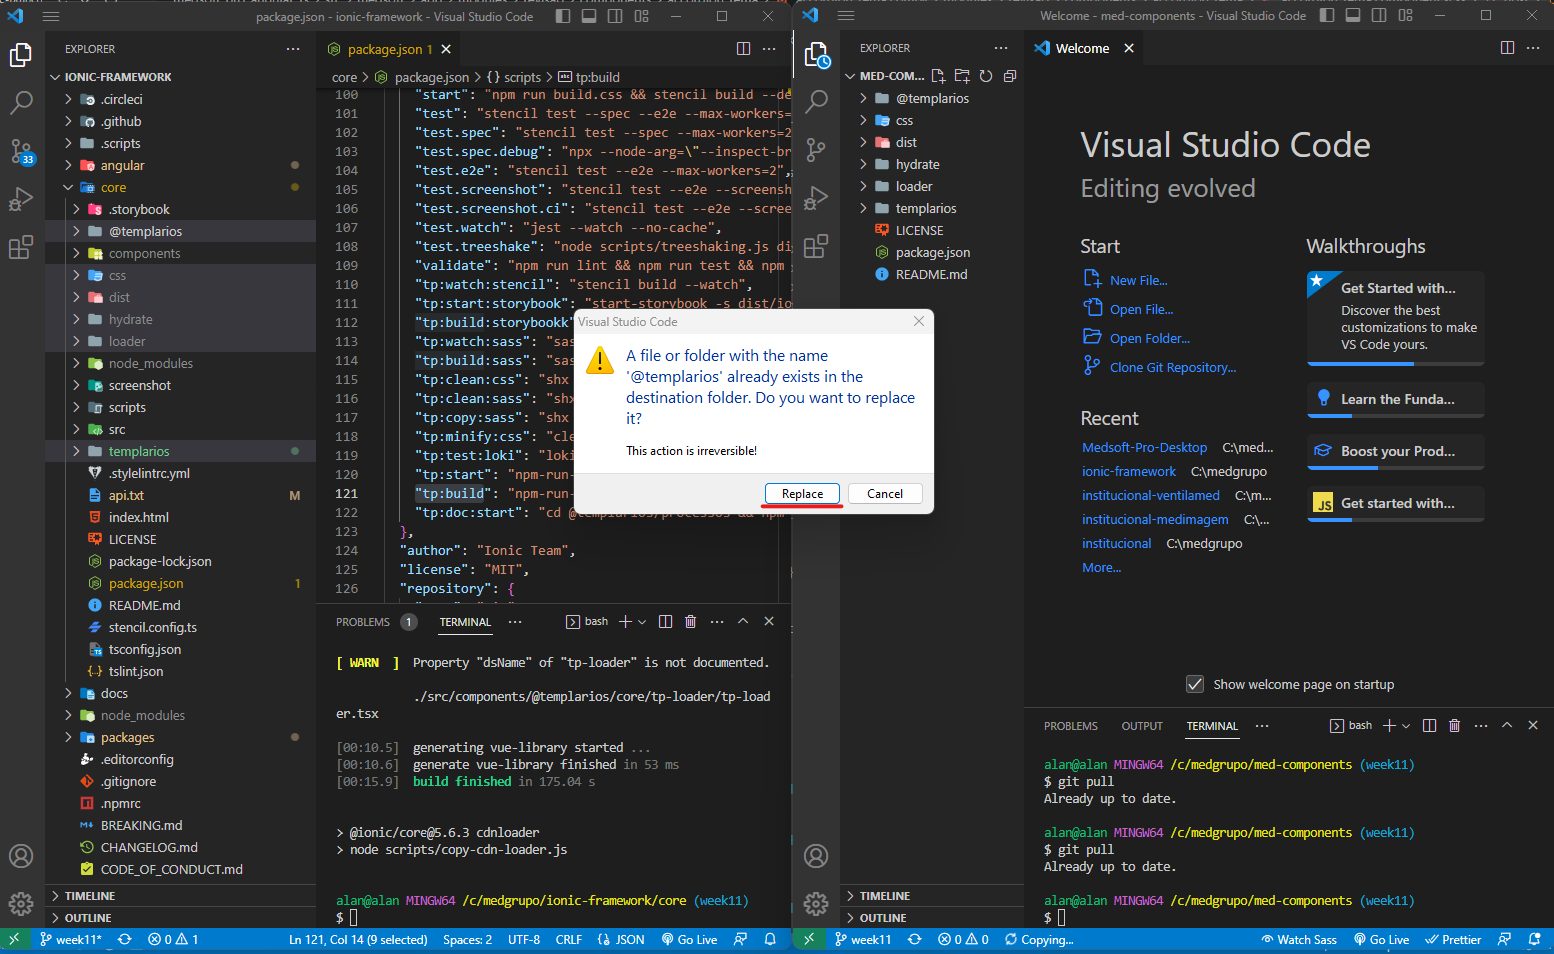 package.json - ionic-framework - Visual Studio Code
EXPLORER
IONIC-FRAMEWORK
.circleci
.github
.scripts
angular
core
.storybook
@templarios
components
css
dist
hydrate
loader
node_modules
screenshot
scripts
src
templarios
.stylelintrc.yml
api.txt M
index.html
LICENSE
package-lock.json
package.json 1
README.md
stencil.config.ts
tsconfig.json
tslint.json
docs
node_modules
packages
.editorconfig
.gitignore
.npmrc
BREAKING.md
CHANGELOG.md
CODE_OF_CONDUCT.md
TIMELINE
OUTLINE
33
package.json 1
core > package.json > {} scripts > abc tp:build
100 "start": "npm run build.css && stencil build --de
101 "test": "stencil test --spec --e2e --max-workers=
102 "test.spec": "stencil test --spec --max-workers=2
103 "test.spec.debug": "npx --node-arg=\"--inspect-br
104 "test.e2e": "stencil test --e2e --max-workers=2",
105 "test.screenshot": "stencil test --e2e --screensh
106 "test.screenshot.ci": "stencil test --e2e --scree
107 "test.watch": "jest --watch --no-cache",
108 "test.treeshake": "node scripts/treeshaking.js di
109 "validate": "npm run lint && npm run test && npm
110 "tp:watch:stencil": "stencil build --watch",
111 "tp:start:storybook": "start-storybook -s dist/io
112 "tp:build:storybookk"
113 "tp:watch:sass": "sas
114 "tp:build:sass": "sas
115 "tp:clean:css": "shx
116 "tp:clean:sass": "shx
117 "tp:copy:sass": "shx
118 "tp:minify:css": "cle
119 "tp:test:loki": "loki
120 "tp:start": "npm-run-
121 "tp:build": "npm-run-
122 "tp:doc:start": "cd @templarios/processos && npm
123 },
124 "author": "Ionic Team",
125 "license": "MIT",
126 "repository": {
PROBLEMS 1 TERMINAL ... bash
[ WARN ] Property "dsName" of "tp-loader" is not documented.
./src/components/@templarios/core/tp-loader/tp-load
er.tsx
[00:10.5] generating vue-library started ...
[00:10.6] generate vue-library finished in 53 ms
[00:15.9] build finished in 175.04 s
> @ionic/core@5.6.3 cdnloader
> node scripts/copy-cdn-loader.js
alan@alan MINGW64 /c/medgrupo/ionic-framework/core (week11)
$
week11* 0 1 Ln 121, Col 14 (9 selected) Spaces: 2 UTF-8 CRLF {} JSON Go Live
Visual Studio Code
A file or folder with the name
'@templarios' already exists in the
destination folder. Do you want to replace
it?
This action is irreversible!
Replace Cancel
Welcome - med-components - Visual Studio Code
EXPLORER
MED-COM...
@templarios
css
dist
hydrate
loader
templarios
LICENSE
package.json
README.md
TIMELINE
OUTLINE
Welcome
Visual Studio Code
Editing evolved
Start
New File...
Open File...
Open Folder...
Clone Git Repository...
Recent
Medsoft-Pro-Desktop C:\med...
ionic-framework C:\medgrupo
institucional-ventilamed C:\m...
institucional-medimagem C:\...
institucional C:\medgrupo
More...
Walkthroughs
Get Started with...
Discover the best
customizations to make
VS Code yours.
Learn the Funda...
Boost your Prod...
JS Get started with...
Show welcome page on startup
PROBLEMS OUTPUT TERMINAL ... bash
alan@alan MINGW64 /c/medgrupo/med-components (week11)
$ git pull
Already up to date.
alan@alan MINGW64 /c/medgrupo/med-components (week11)
$ git pull
Already up to date.
alan@alan MINGW64 /c/medgrupo/med-components (week11)
$
week11 0 0 Copying... Watch Sass Go Live Prettier